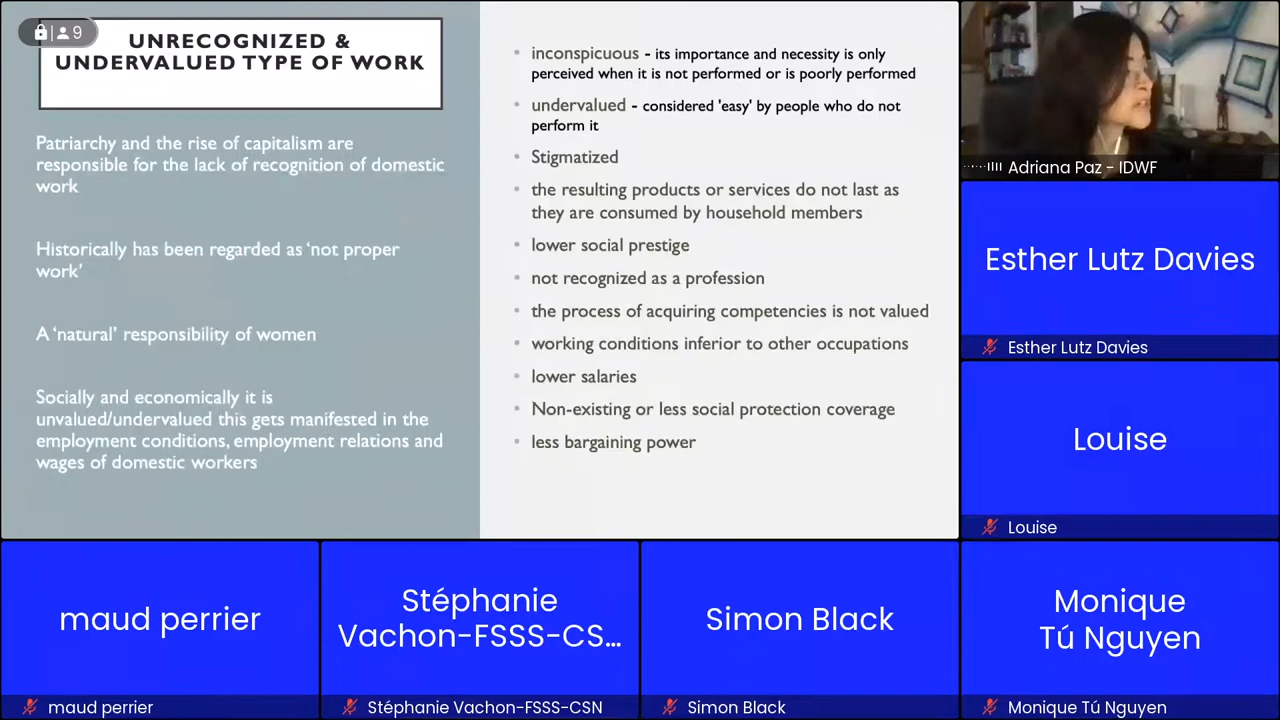 9
UNRECOGNIZED &
UNDERVALUED TYPE OF WORK
Patriarchy and the rise of capitalism are
responsible for the lack of recognition of domestic
work
Historically has been regarded as ‘not proper
work’
A ‘natural’ responsibility of women
Socially and economically it is
unvalued/undervalued this gets manifested in the
employment conditions, employment relations and
wages of domestic workers
• inconspicuous - its importance and necessity is only
perceived when it is not performed or is poorly performed
• undervalued - considered 'easy' by people who do not
perform it
• Stigmatized
• the resulting products or services do not last as
they are consumed by household members
• lower social prestige
• not recognized as a profession
• the process of acquiring competencies is not valued
• working conditions inferior to other occupations
• lower salaries
• Non-existing or less social protection coverage
• less bargaining power
Adriana Paz - IDWF
Esther Lutz Davies
Esther Lutz Davies
Louise
Louise
maud perrier
maud perrier
Stéphanie
Vachon-FSSS-CS...
Stéphanie Vachon-FSSS-CSN
Simon Black
Simon Black
Monique
Tú Nguyen
Monique Tú Nguyen